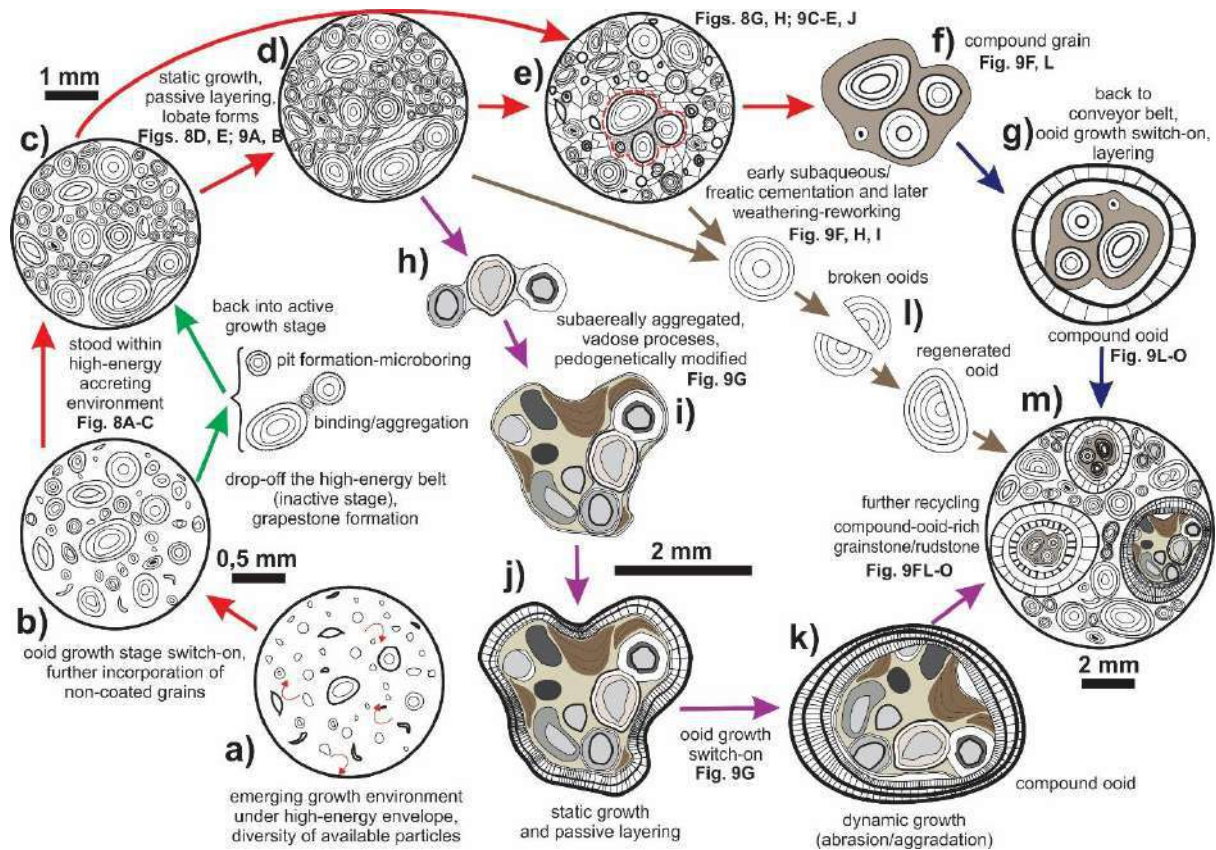 Figs. 8G, H; 9C-E, J
d)
e)
f)
compound grain
Fig. 9F, L
1 mm
static growth,
passive layering,
lobate forms
Figs. 8D, E; 9A, B
c)
back to
conveyor belt,
ooid growth switch-on,
layering
g)
early subaqueous/
freatic cementation and later
weathering-reworking
Fig. 9F, H, I
h)
broken ooids
l)
regenerated
ooid
compound ooid
Fig. 9L-O
back into active
growth stage
pit formation-microboring
binding/aggregation
stood within
high-energy
accreting
environment
Fig. 8A-C
subaereally aggregated,
vadose proceses,
pedogenetically modified
Fig. 9G
i)
m)
drop-off the high-energy belt
(inactive stage),
grapestone formation
further recycling
compound-ooid-rich
grainstone/rudstone
Fig. 9FL-O
0,5 mm
2 mm
j)
k)
2 mm
b)
ooid growth stage switch-on,
further incorporation of
non-coated grains
a)
ooid growth
switch-on
Fig. 9G
compound ooid
emerging growth environment
under high-energy envelope,
diversity of available particles
static growth
and passive layering
dynamic growth
(abrasion/aggradation)